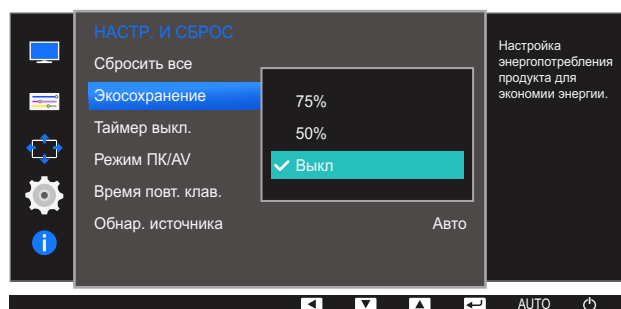 НАСТР. И СБРОС
Сбросить все
Экосохранение
Таймер выкл.
Режим ПК/AV
Время повт. клав.
Обнар. источника
Авто
75%
50%
Выкл
Настройка
энергопотребления
продукта для
экономии энергии.
AUTO